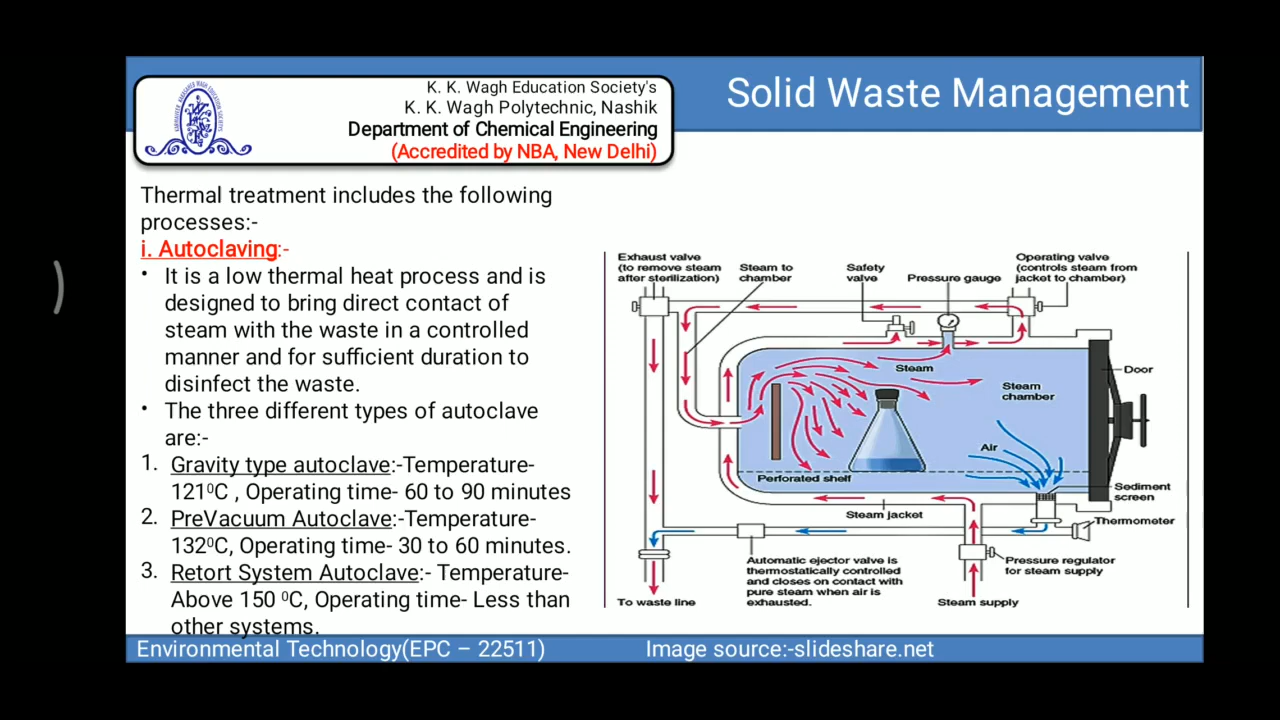 K. K. Wagh Education Society's
K. K. Wagh Polytechnic, Nashik
Department of Chemical Engineering
(Accredited by NBA, New Delhi)
Solid Waste Management
Thermal treatment includes the following
processes:-
i. Autoclaving:-
• It is a low thermal heat process and is
designed to bring direct contact of
steam with the waste in a controlled
manner and for sufficient duration to
disinfect the waste.
• The three different types of autoclave
are:-
1. Gravity type autoclave:-Temperature-
121⁰C , Operating time- 60 to 90 minutes
2. PreVacuum Autoclave:-Temperature-
132⁰C, Operating time- 30 to 60 minutes.
3. Retort System Autoclave:- Temperature-
Above 150 ⁰C, Operating time- Less than
other systems.
Exhaust valve
(to remove steam
after sterilization)
Steam to
chamber
Safety
valve
Pressure gauge
Operating valve
(controls steam from
jacket to chamber)
Steam
Steam
chamber
Door
Air
Perforated shelf
Sediment
screen
Steam jacket
Thermometer
Automatic ejector valve is
thermostatically controlled
and closes on contact with
pure steam when air is
exhausted.
Pressure regulator
for steam supply
To waste line
Steam supply
Environmental Technology(EPC – 22511)
Image source:-slideshare.net